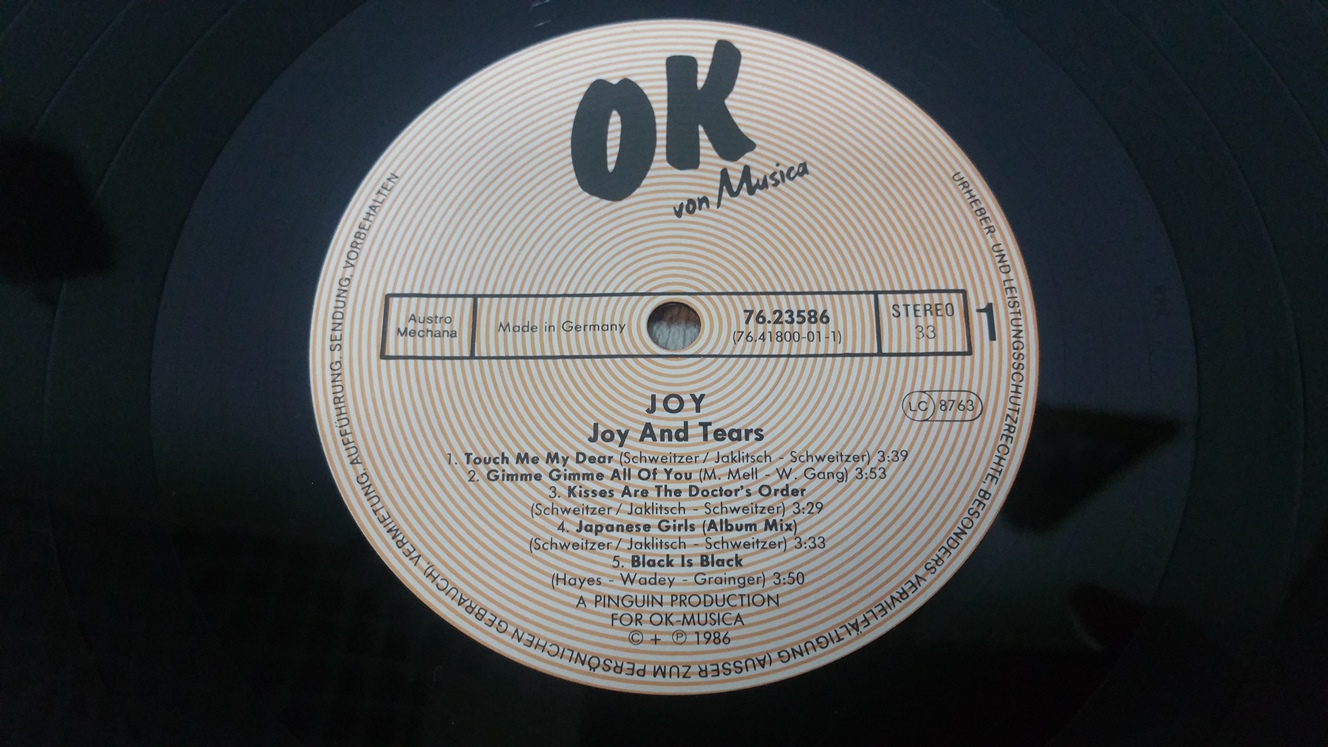 OK
von Musica
Austro
Mechana
Made in Germany
76.23586
(76.41800-01-1)
STEREO
33
1
LC 8763
JOY
Joy And Tears
1. Touch Me My Dear (Schweitzer / Jaklitsch - Schweitzer) 3:39
2. Gimme Gimme All Of You (M. Mell - W. Gang) 3:53
3. Kisses Are The Doctor's Order
(Schweitzer / Jaklitsch - Schweitzer) 3:29
4. Japanese Girls (Album Mix)
(Schweitzer / Jaklitsch - Schweitzer) 3:33
5. Black Is Black
(Hayes - Wadey - Grainger) 3:50
A PINGUIN PRODUCTION
FOR OK-MUSICA
© + ℗ 1986
URHEBER- UND LEISTUNGSSCHUTZRECHTE, BESONDERS VERVIELFÄLTIGUNG (AUSSER ZUM PERSÖNLICHEN GEBRAUCH), VERMIETUNG, AUFFÜHRUNG, SENDUNG, VORBEHALTEN